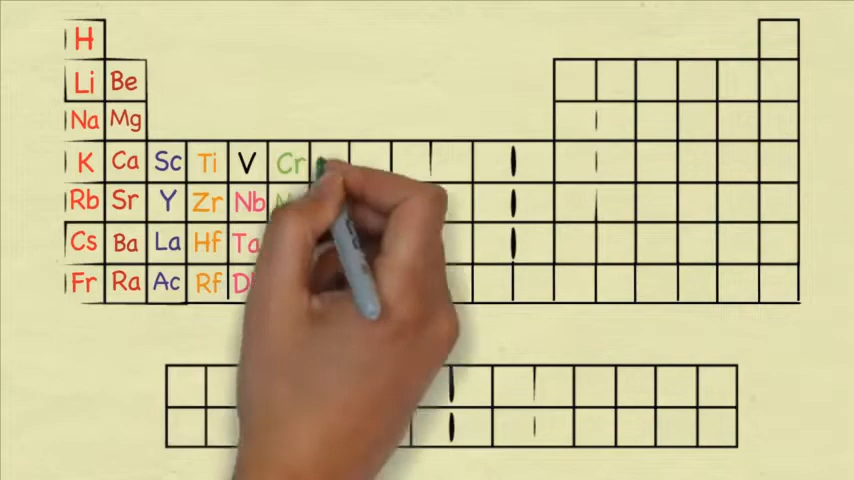 H
Li Be
Na Mg
K Ca Sc Ti V Cr
Rb Sr Y Zr Nb
Cs Ba La Hf Ta
Fr Ra Ac Rf